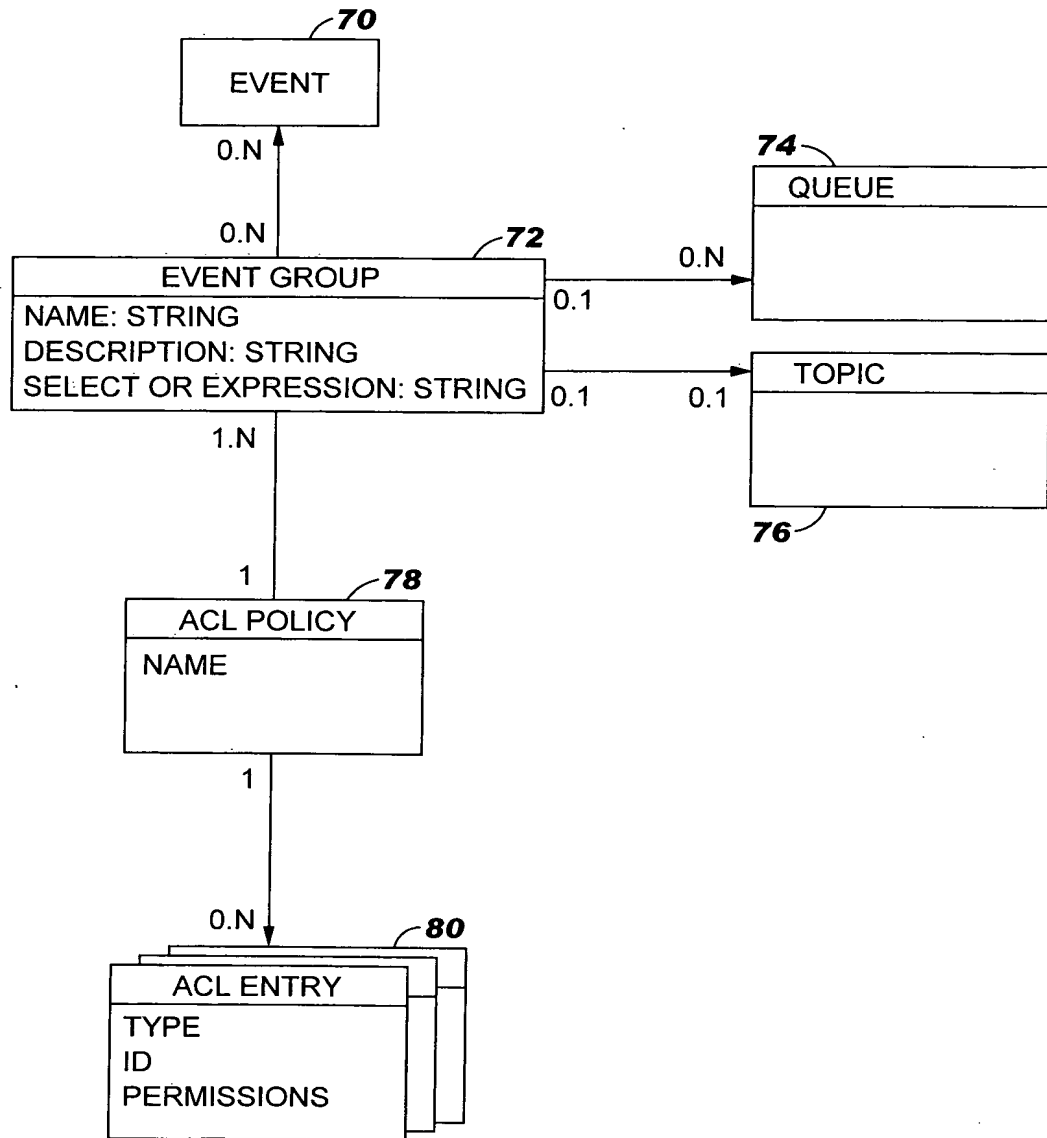 70
EVENT
0.N
0.N
72
EVENT GROUP
NAME: STRING
DESCRIPTION: STRING
SELECT OR EXPRESSION: STRING
0.1
0.N
74
QUEUE
0.1
0.1
TOPIC
76
1.N
1
78
ACL POLICY
NAME
1
0.N
80
ACL ENTRY
TYPE
ID
PERMISSIONS